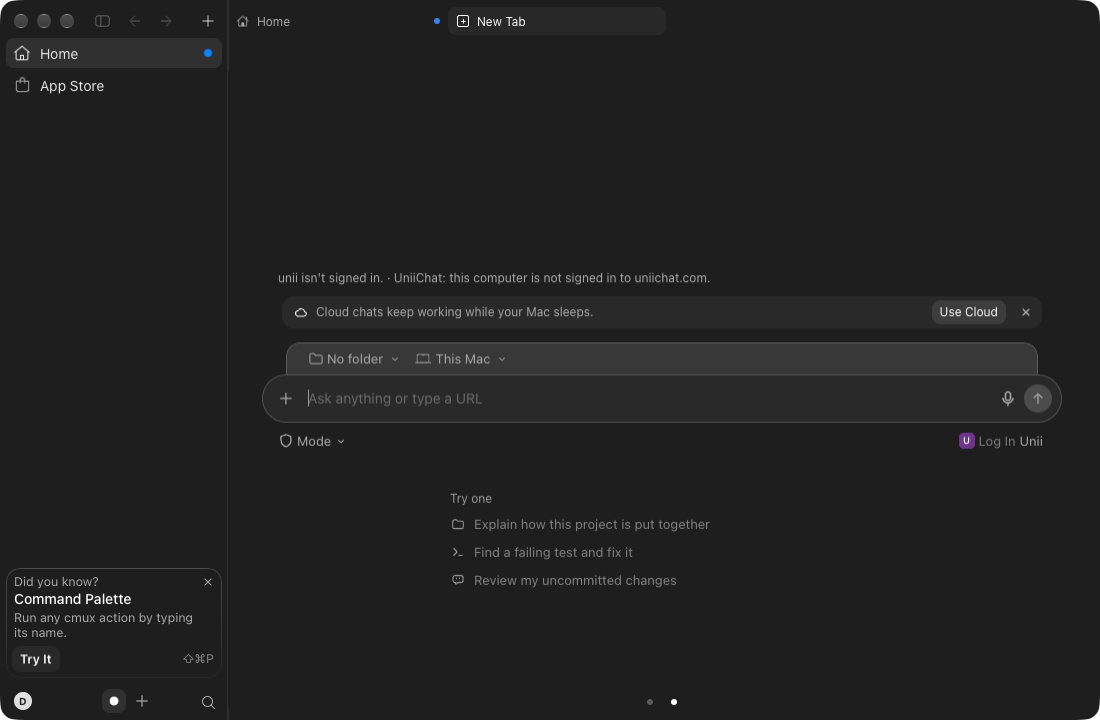 Home
New Tab
Home
App Store
unii isn't signed in. · UniiChat: this computer is not signed in to uniichat.com.
Cloud chats keep working while your Mac sleeps.
Use Cloud
No folder
This Mac
Ask anything or type a URL
Mode
U Log In Unii
Try one
Explain how this project is put together
Find a failing test and fix it
Review my uncommitted changes
Did you know?
Command Palette
Run any cmux action by typing
its name.
Try It
⇧⌘P
D